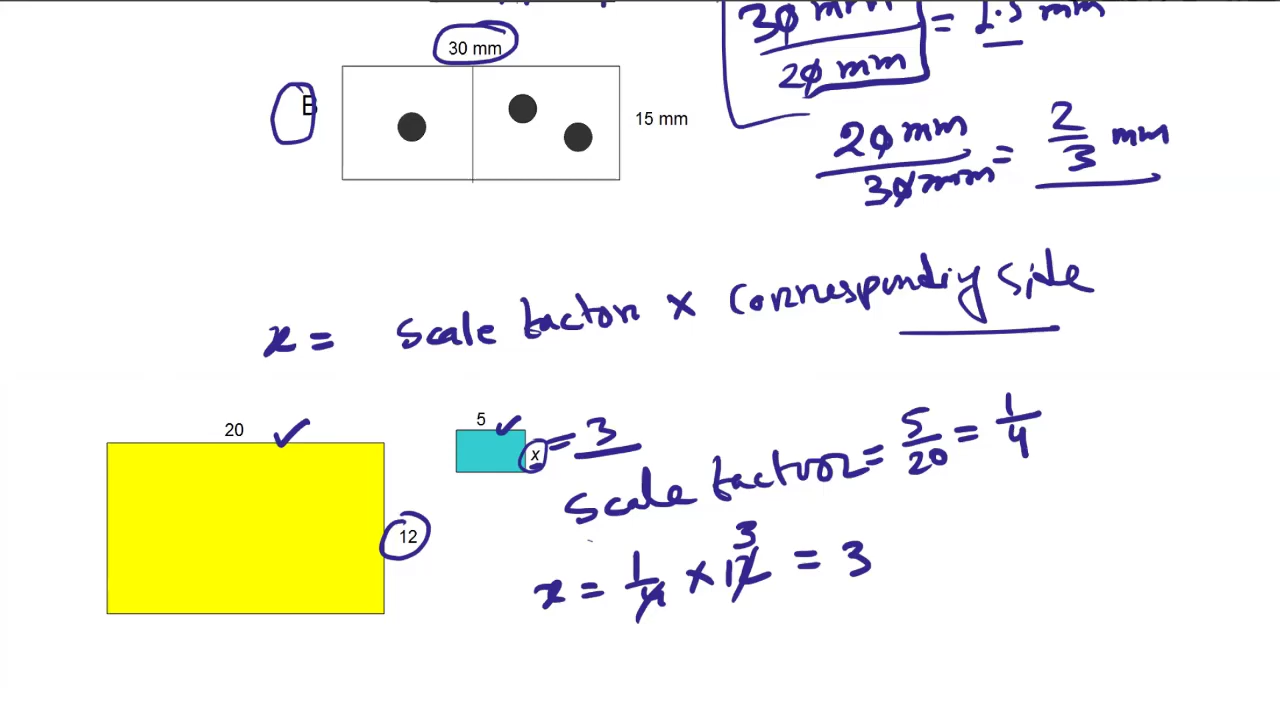 30 mm
B
15 mm
30 mm
20 mm
= 1.5 mm
20 mm
30 mm
= 2/3 mm
x = Scale factor × Corresponding side
20
5
x = 3
12
Scale factor = 5/20 = 1/4
x = 1/4 × 12 3 = 3